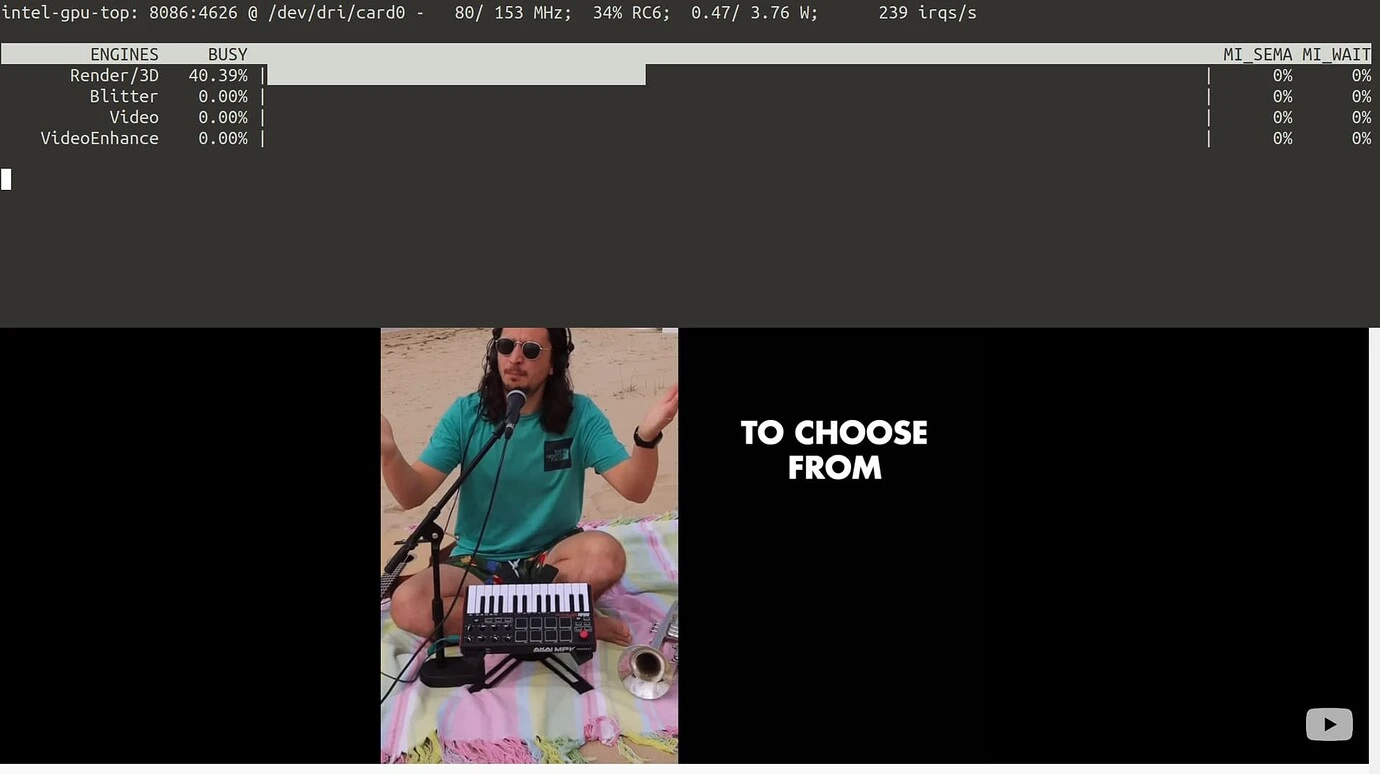 intel-gpu-top: 8086:4626 @ /dev/dri/card0 - 80/ 153 MHz; 34% RC6; 0.47/ 3.76 W; 239 irqs/s
ENGINES BUSY MI_SEMA MI_WAIT
Render/3D 40.39% | | 0% 0%
Blitter 0.00% | | 0% 0%
Video 0.00% | | 0% 0%
VideoEnhance 0.00% | | 0% 0%
TO CHOOSE
FROM
AKAI MPK